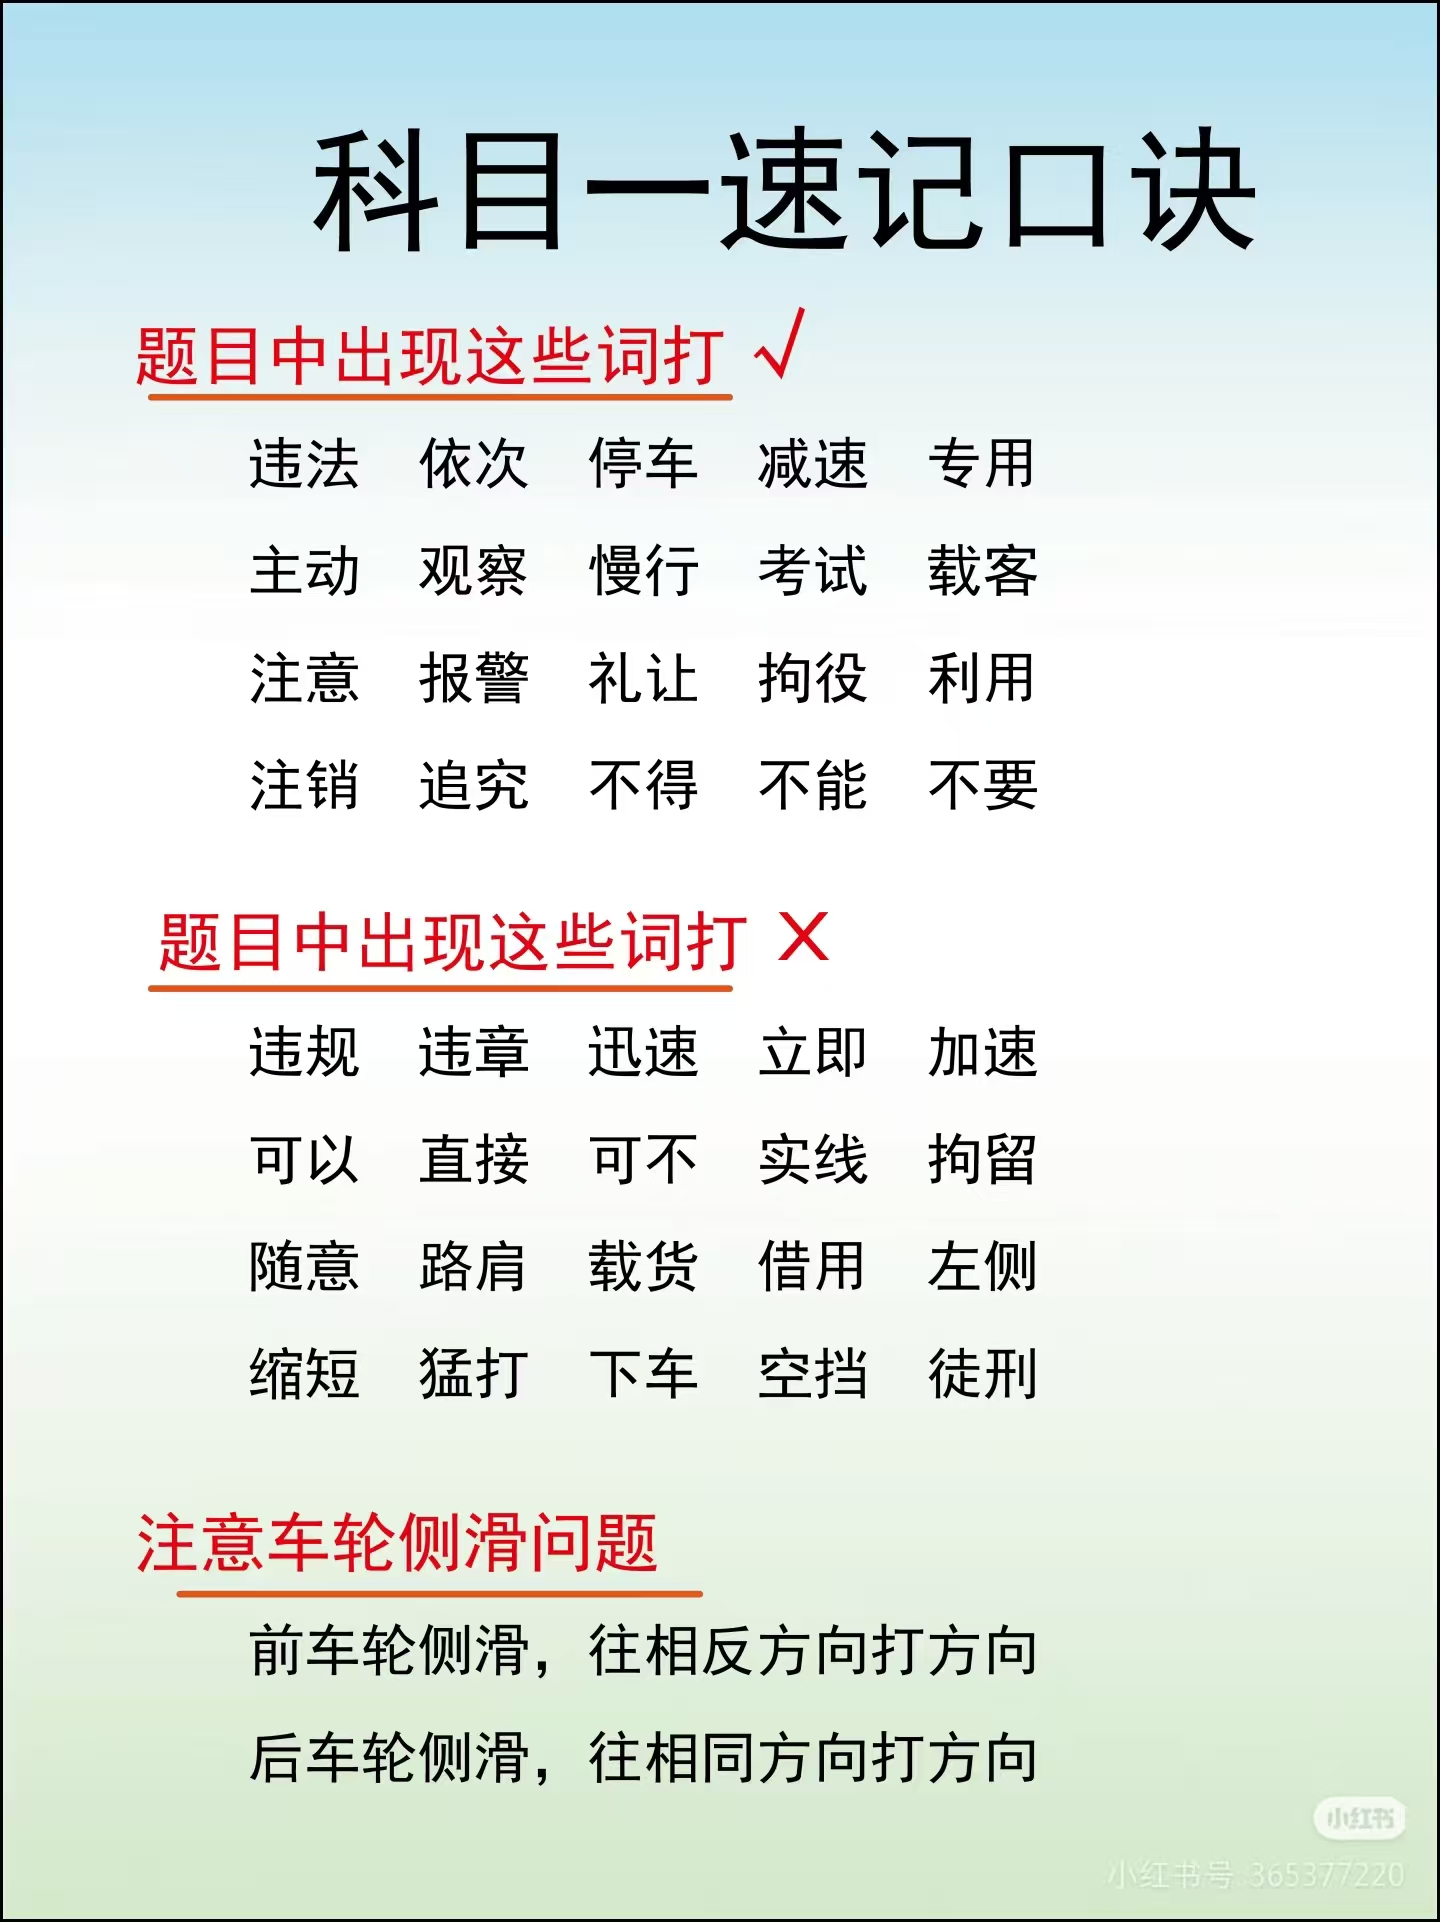 科目一速记口诀
题目中出现这些词打 √
违法 依次 停车 减速 专用
主动 观察 慢行 考试 载客
注意 报警 礼让 拘役 利用
注销 追究 不得 不能 不要
题目中出现这些词打 X
违规 违章 迅速 立即 加速
可以 直接 可不 实线 拘留
随意 路肩 载货 借用 左侧
缩短 猛打 下车 空挡 徒刑
注意车轮侧滑问题
前车轮侧滑，往相反方向打方向
后车轮侧滑，往相同方向打方向
小红书
小红书号 365377220